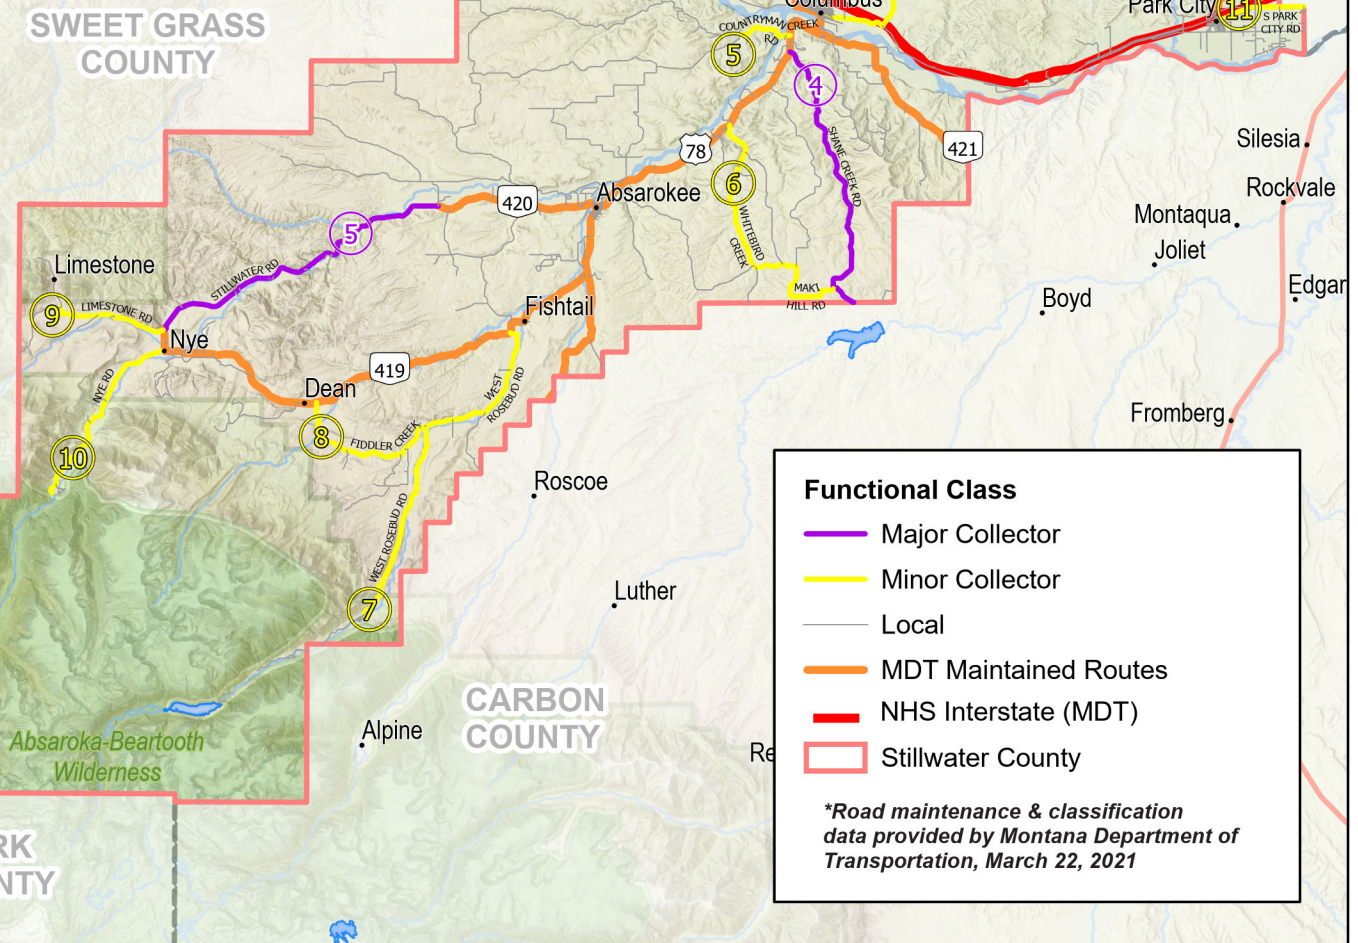 SWEET GRASS
COUNTY
Columbus
Park City
11
S PARK
CITY RD
COUNTRYMAN CREEK
RD
5
4
78
421
Silesia
Rockvale
Montaqua
Joliet
Edgar
Boyd
Fromberg
SHANE CREEK RD
6
WHITEBIRD
CREEK
MAKI
HILL RD
Absarokee
420
5
STILLWATER RD
Limestone
LIMESTONE RD
9
Nye
NYE RD
10
Fishtail
419
Dean
WEST
ROSEBUD RD
8
FIDDLER CREEK
WEST ROSEBUD RD
7
Roscoe
Luther
CARBON
COUNTY
Alpine
Absaroka-Beartooth
Wilderness
RK
NTY
Re
Functional Class
Major Collector
Minor Collector
Local
MDT Maintained Routes
NHS Interstate (MDT)
Stillwater County
*Road maintenance & classification
data provided by Montana Department of
Transportation, March 22, 2021